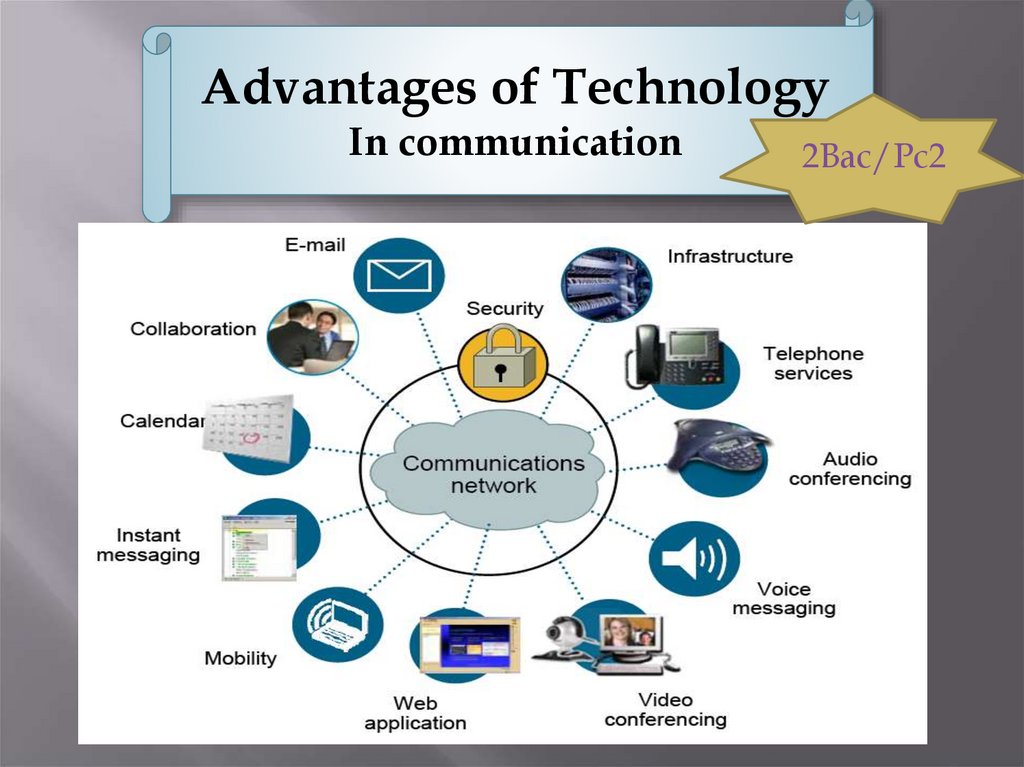 Advantages of Technology
In communication
2Bac/Pc2
E-mail
Infrastructure
Security
Collaboration
Telephone
services
Calendar
Communications
network
Audio
conferencing
Instant
messaging
Voice
messaging
Mobility
Web
application
Video
conferencing